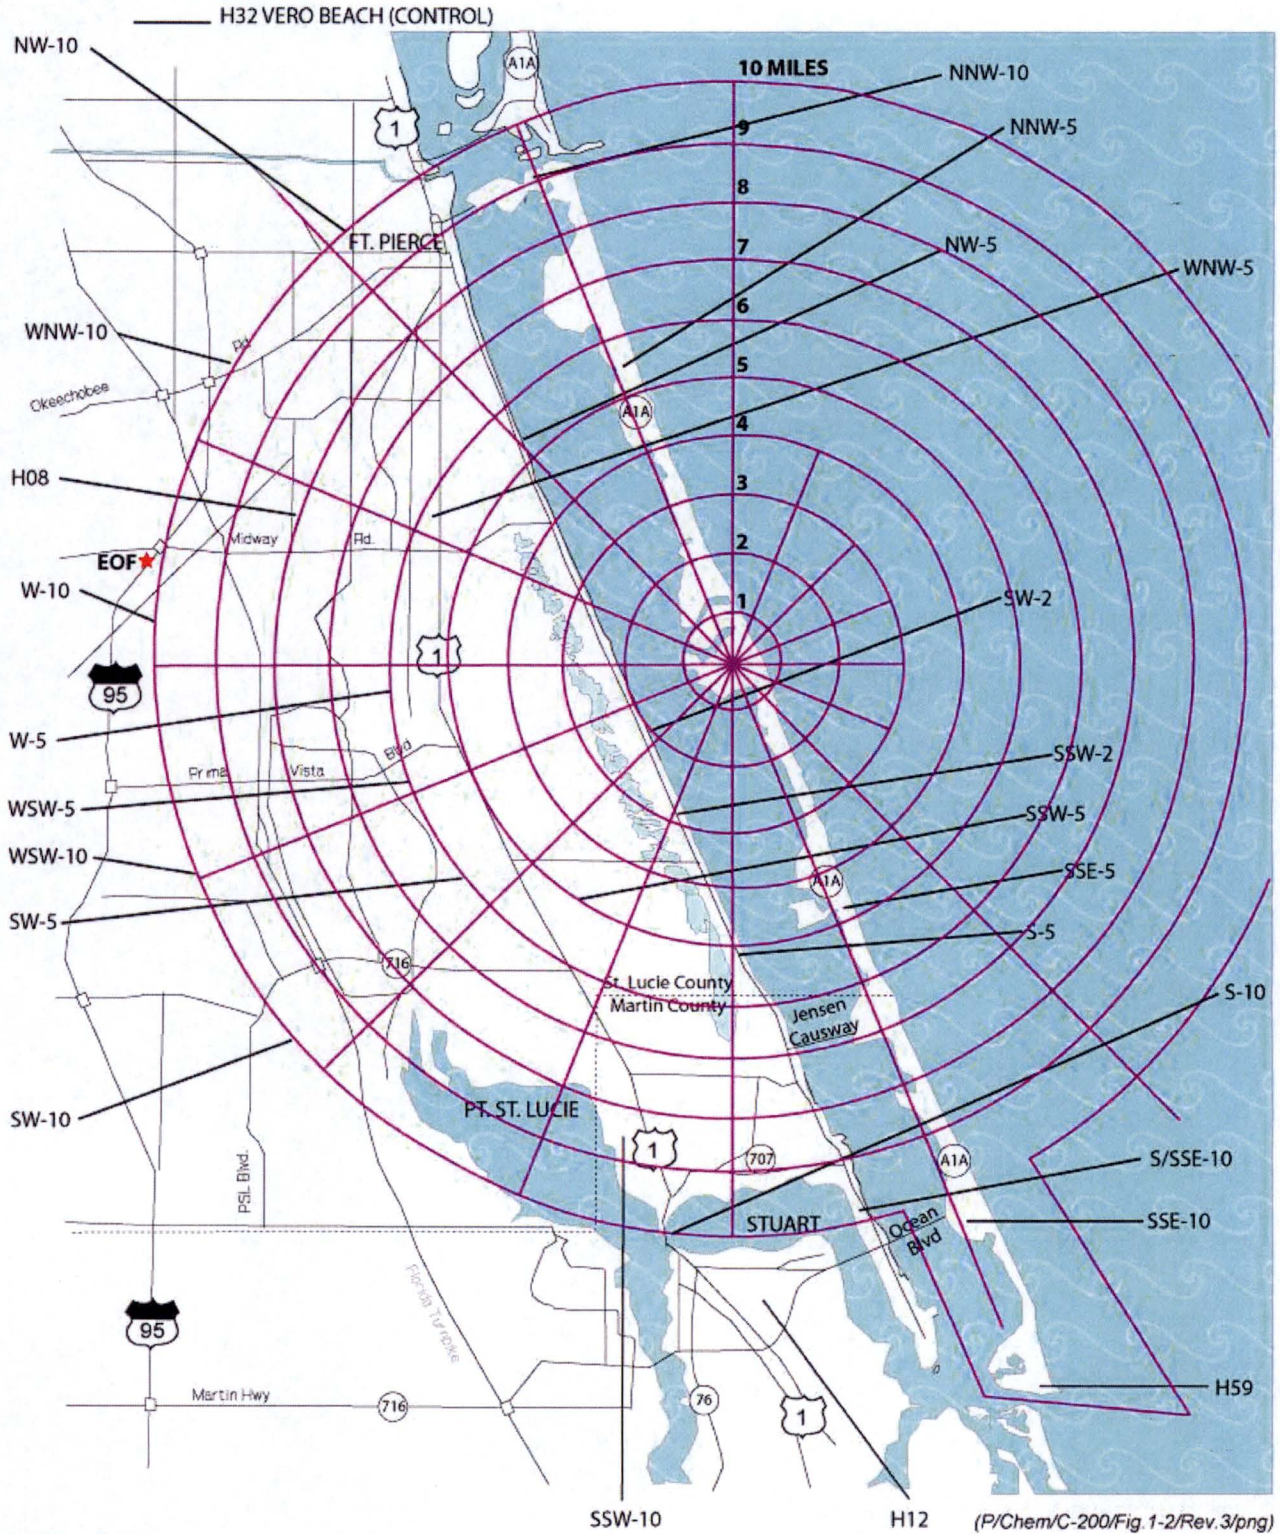 H32 VERO BEACH (CONTROL)
NW-10
A1A
10 MILES
NNW-10
1
9
NNW-5
8
FT. PIERCE
7
NW-5
WNW-5
6
WNW-10
Rd.
5
Okeechobee
A1A
4
H08
3
Midway
Rd.
2
EOF
W-10
1
SW-2
1
95
W-5
Blvd
SSW-2
Prima
Vista
WSW-5
SSW-5
WSW-10
A1A
SSE-5
SW-5
S-5
716
St. Lucie County
S-10
Martin County
Jensen
Causway
SW-10
PT. ST. LUCIE
1
707
A1A
S/SSE-10
PSL Blvd.
STUART
Ocean
Blvd
SSE-10
Florida Turnpike
95
H59
Martin Hwy
716
76
1
SSW-10
H12
(P/Chem/C-200/Fig.1-2/Rev.3/png)